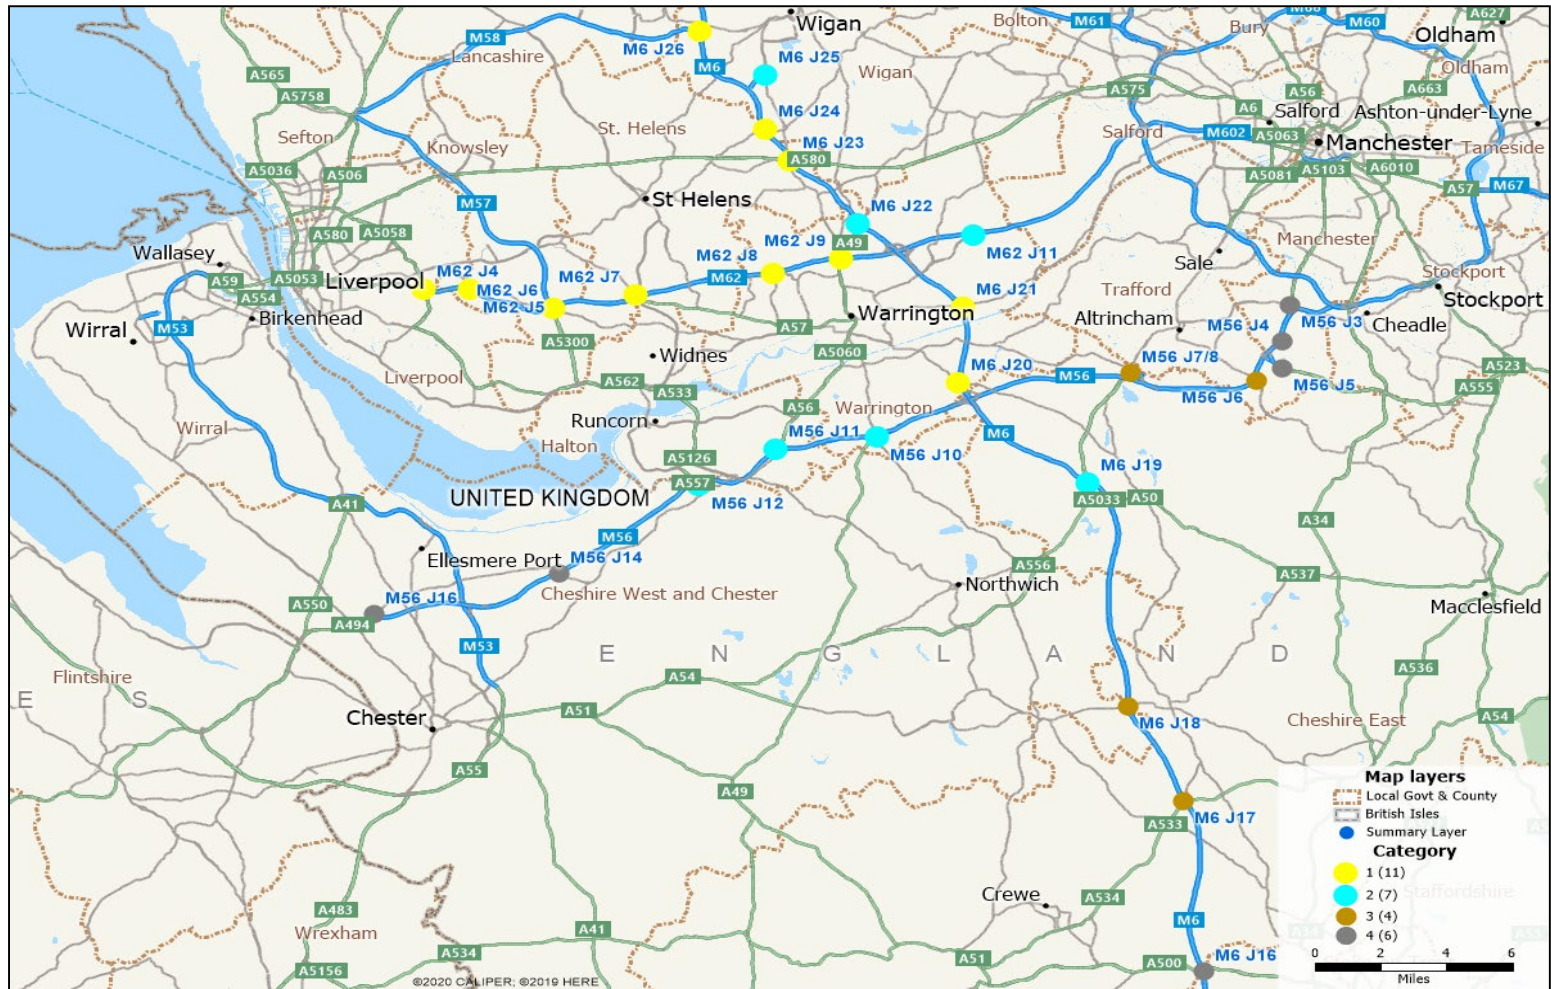 M66
M61
M60
A627
Bolton
Wigan
Oldham
Bury
M58
M6 J26
Lancashire
M6
M6 J25
Wigan
Oldham
A565
A5758
A575
A56
A663
M6 J24
A6
Salford
Ashton-under-Lyne
Sefton
Knowsley
St. Helens
M6 J23
A580
Salford
M602
A5063
Manchester
Tameside
A5036
A506
A5081
A5103
A6010
A57
M67
M57
St Helens
M6 J22
A580
A5058
M62 J9
A49
M62 J11
Manchester
Wallasey
M62 J8
Sale
A59
A5053
Liverpool
M62 J4
M62 J7
M62
Stockport
A554
M62 J6
M62 J5
Trafford
Stockport
M6 J21
Birkenhead
Warrington
Altrincham
M56 J4
M56 J3
Cheadle
Wirral
M53
A57
A5300
A5060
Widnes
M56 J7/8
M6 J20
A523
Liverpool
A562
A533
M56
M56 J5
M56 J6
A555
A56
Warrington
Wirral
Runcorn
M56 J11
M6
Halton
M56 J10
A5126
M6 J19
A557
UNITED KINGDOM
M56 J12
A5033
A50
A41
A34
M56
Ellesmere Port
M56 J14
A556
A537
Northwich
M56 J16
Cheshire West and Chester
A550
A494
Macclesfield
M53
E N G L A N D
Flintshire
A54
A536
E S
A51
Chester
M6 J18
Cheshire East
A54
A55
A49
M6 J17
A533
Crewe
A534
A483
Wrexham
A41
M6
A534
A51
A500
M6 J16
A5156
©2020 CALIPER; ©2019 HERE
Map layers
Local Govt & County
British Isles
Summary Layer
Category
1 (11)
2 (7)
Staffordshire
3 (4)
4 (6)
A34
0 2 4 6
Miles